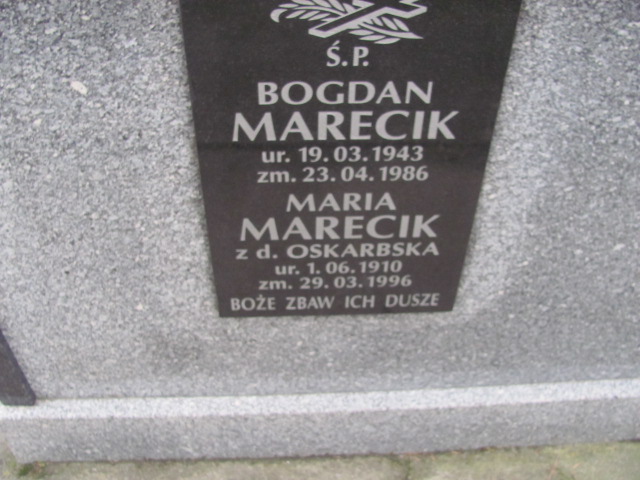 Ś.P.
BOGDAN
MARECIK
ur. 19.03.1943
zm. 23.04.1986
MARIA
MARECIK
z d. OSKARBSKA
ur. 1.06.1910
zm. 29.03.1996
BOŻE ZBAW ICH DUSZE